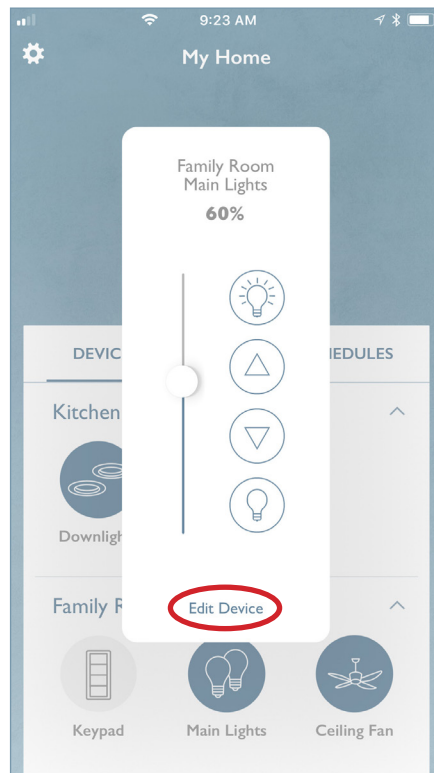 9:23 AM
My Home
Family Room
Main Lights
60%
DEVIC
HEDULES
Kitchen
Downligh
Edit Device
Family R
Keypad
Main Lights
Ceiling Fan